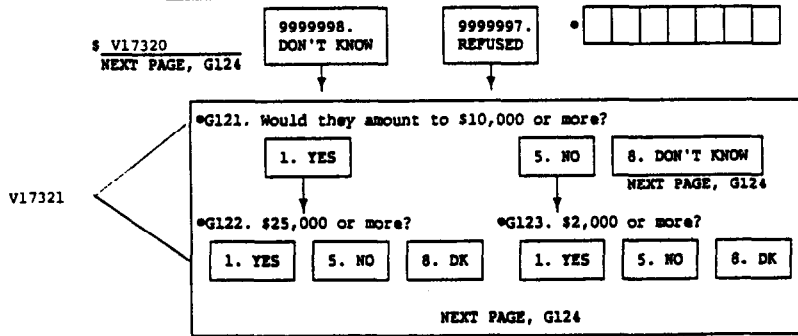 9999998.
DON'T KNOW
9999997.
REFUSED
$ V17320
NEXT PAGE, G124
G121. Would they amount to $10,000 or more?
1. YES
5. NO
8. DON'T KNOW
NEXT PAGE, G124
V17321
G122. $25,000 or more?
G123. $2,000 or more?
1. YES
5. NO
8. DK
1. YES
5. NO
8. DK
NEXT PAGE, G124